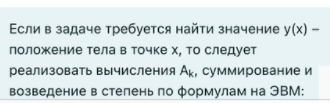 Если в задаче требуется найти значение y(x) –
положение тела в точке x, то следует
реализовать вычисления Aₖ, суммирование и
возведение в степень по формулам на ЭВМ: